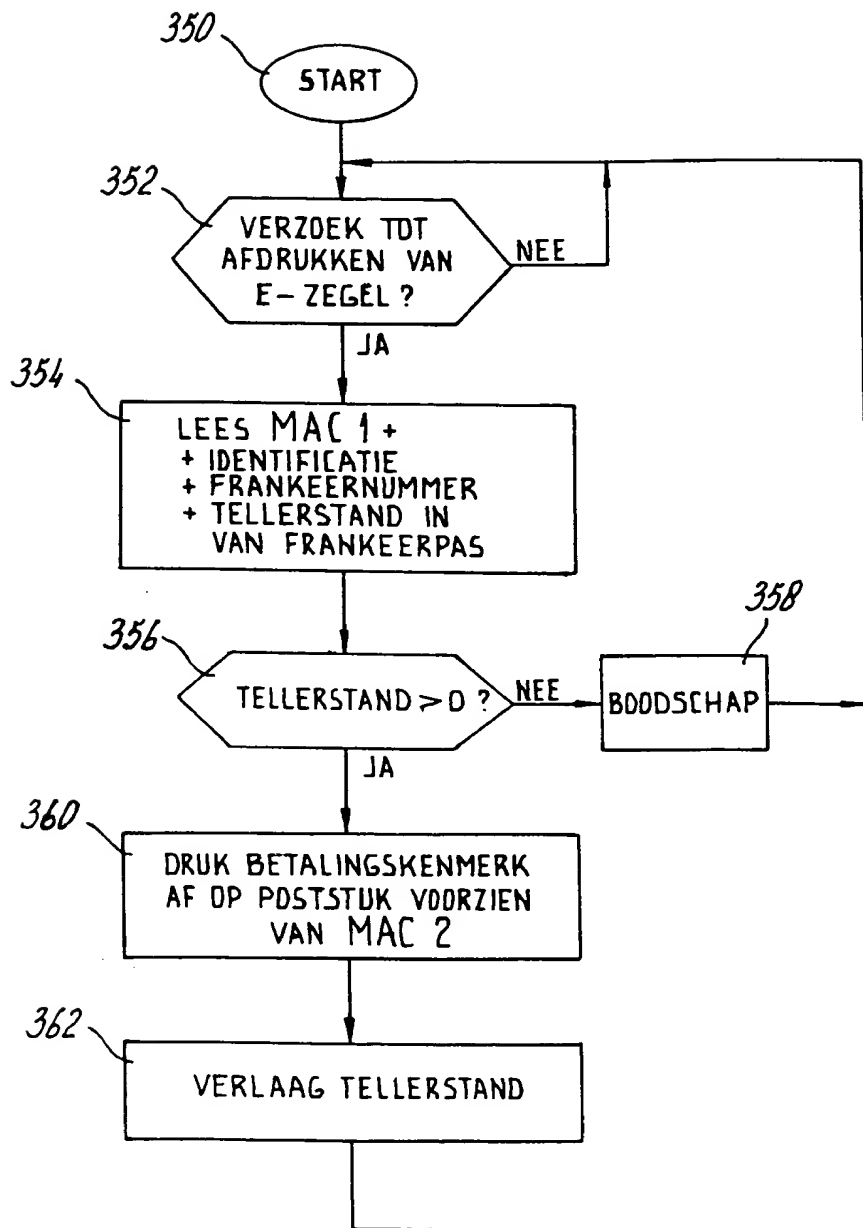 350
START
352
VERZOEK TOT
AFDRUKKEN VAN
E-ZEGEL?
NEE
JA
354
LEES MAC 1 +
+ IDENTIFICATIE
+ FRANKEERNUMMER
+ TELLERSTAND IN
VAN FRANKEERPAS
356
TELLERSTAND > 0 ?
NEE
358
BOODSCHAP
JA
360
DRUK BETALINGSKENMERK
AF OP POSTSTUK VOORZIEN
VAN MAC 2
362
VERLAAG TELLERSTAND